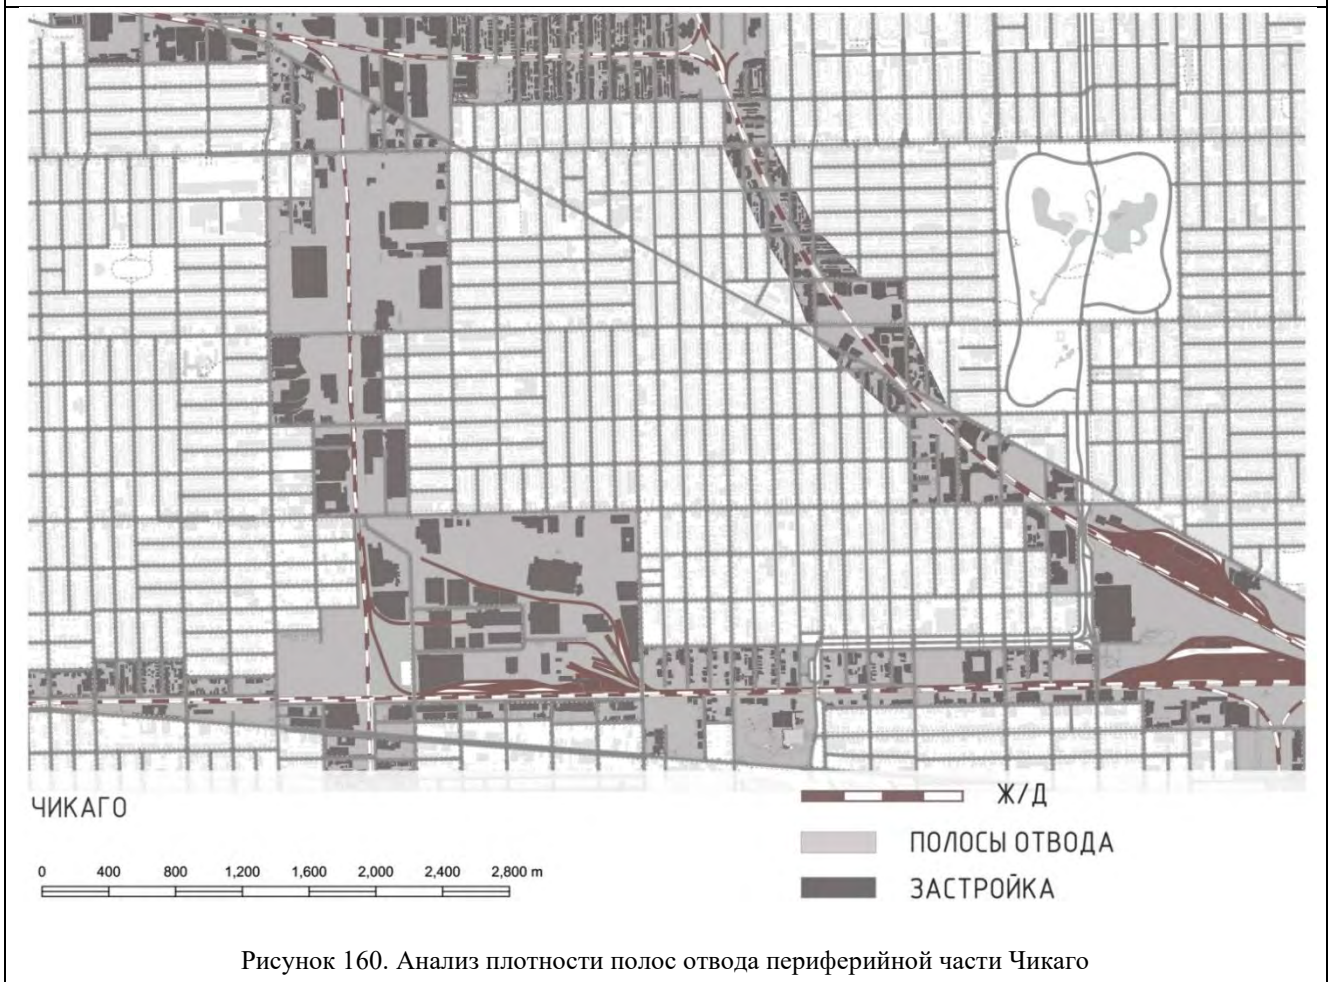 ЧИКАГО
Ж/Д
ПОЛОСЫ ОТВОДА
ЗАСТРОЙКА
0 400 800 1,200 1,600 2,000 2,400 2,800 m
Рисунок 160. Анализ плотности полос отвода периферийной части Чикаго